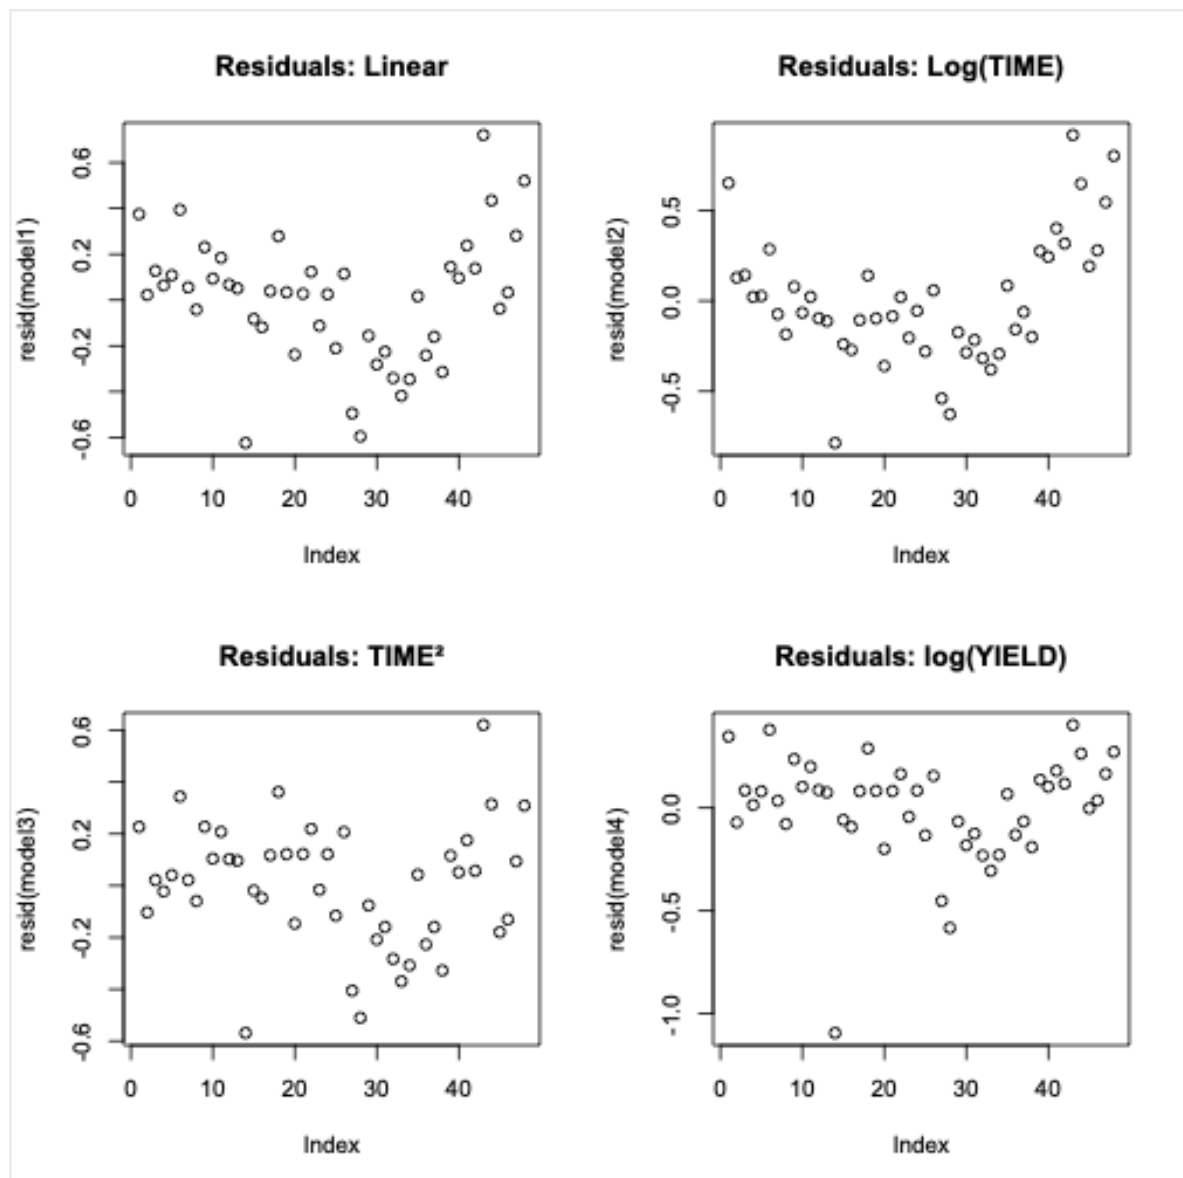 Residuals: Linear
resid(model1)
0.6
0.2
-0.2
-0.6
0 10 20 30 40
Index
Residuals: Log(TIME)
resid(model2)
0.5
0.0
-0.5
0 10 20 30 40
Index
Residuals: TIME²
resid(model3)
0.6
0.2
-0.2
-0.6
0 10 20 30 40
Index
Residuals: log(YIELD)
resid(model4)
0.0
-0.5
-1.0
0 10 20 30 40
Index